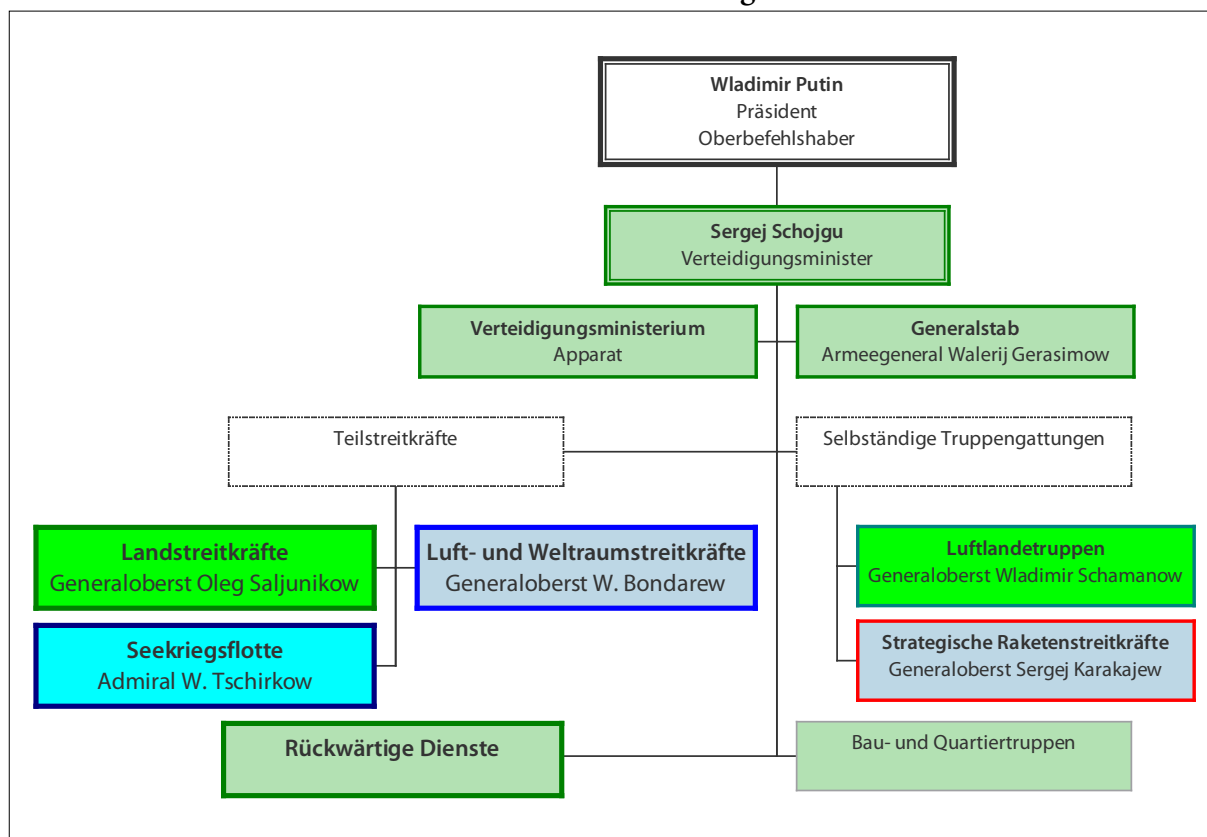 Wladimir Putin
Präsident
Oberbefehlshaber
Sergej Schojgu
Verteidigungsminister
Verteidigungsministerium
Apparat
Generalstab
Armeegeneral Walerij Gerasimow
Teilstreitkräfte
Selbständige Truppengattungen
Landstreitkräfte
Generaloberst Oleg Saljunikow
Luft- und Weltraumstreitkräfte
Generaloberst W. Bondarew
Luftlandetruppen
Generaloberst Wladimir Schamanow
Seekriegsflotte
Admiral W. Tschirkow
Strategische Raketenstreitkräfte
Generaloberst Sergej Karakajew
Rückwärtige Dienste
Bau- und Quartiertruppen